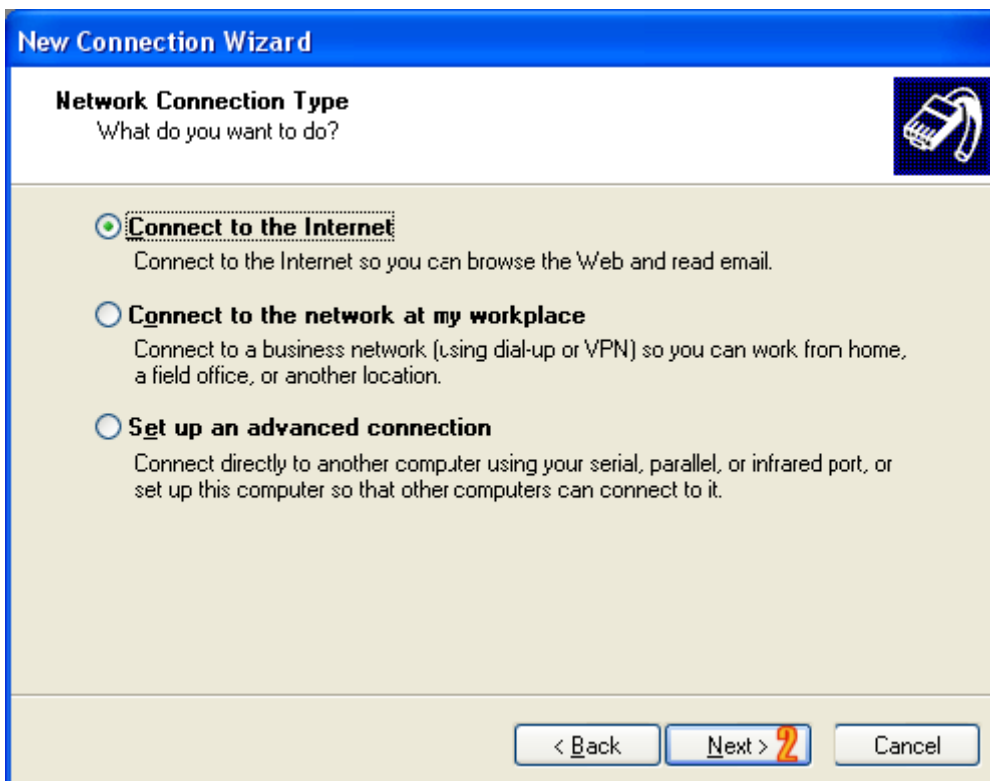 New Connection Wizard
Network Connection Type
What do you want to do?
Connect to the Internet
Connect to the Internet so you can browse the Web and read email.
Connect to the network at my workplace
Connect to a business network (using dial-up or VPN) so you can work from home,
a field office, or another location.
Set up an advanced connection
Connect directly to another computer using your serial, parallel, or infrared port, or
set up this computer so that other computers can connect to it.
< Back Next > 2 Cancel